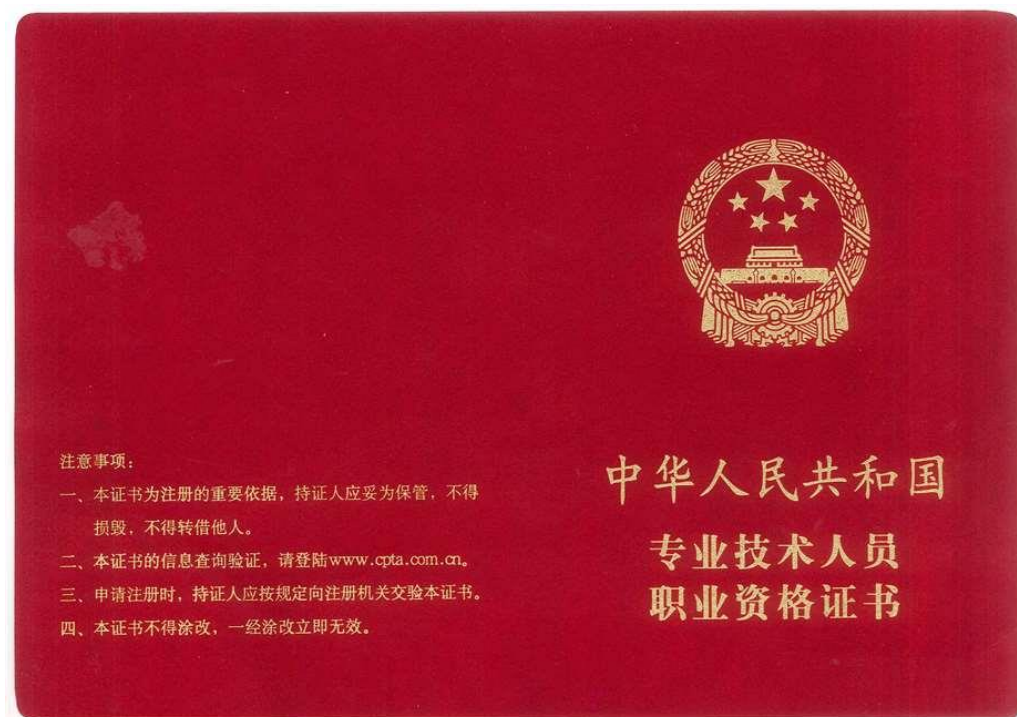 注意事项：
一、本证书为注册的重要依据，持证人应妥为保管，不得
损毁，不得转借他人。
二、本证书的信息查询验证，请登陆www.cpta.com.cn。
三、申请注册时，持证人应按规定向注册机关交验本证书。
四、本证书不得涂改，一经涂改立即无效。
中华人民共和国
专业技术人员
职业资格证书